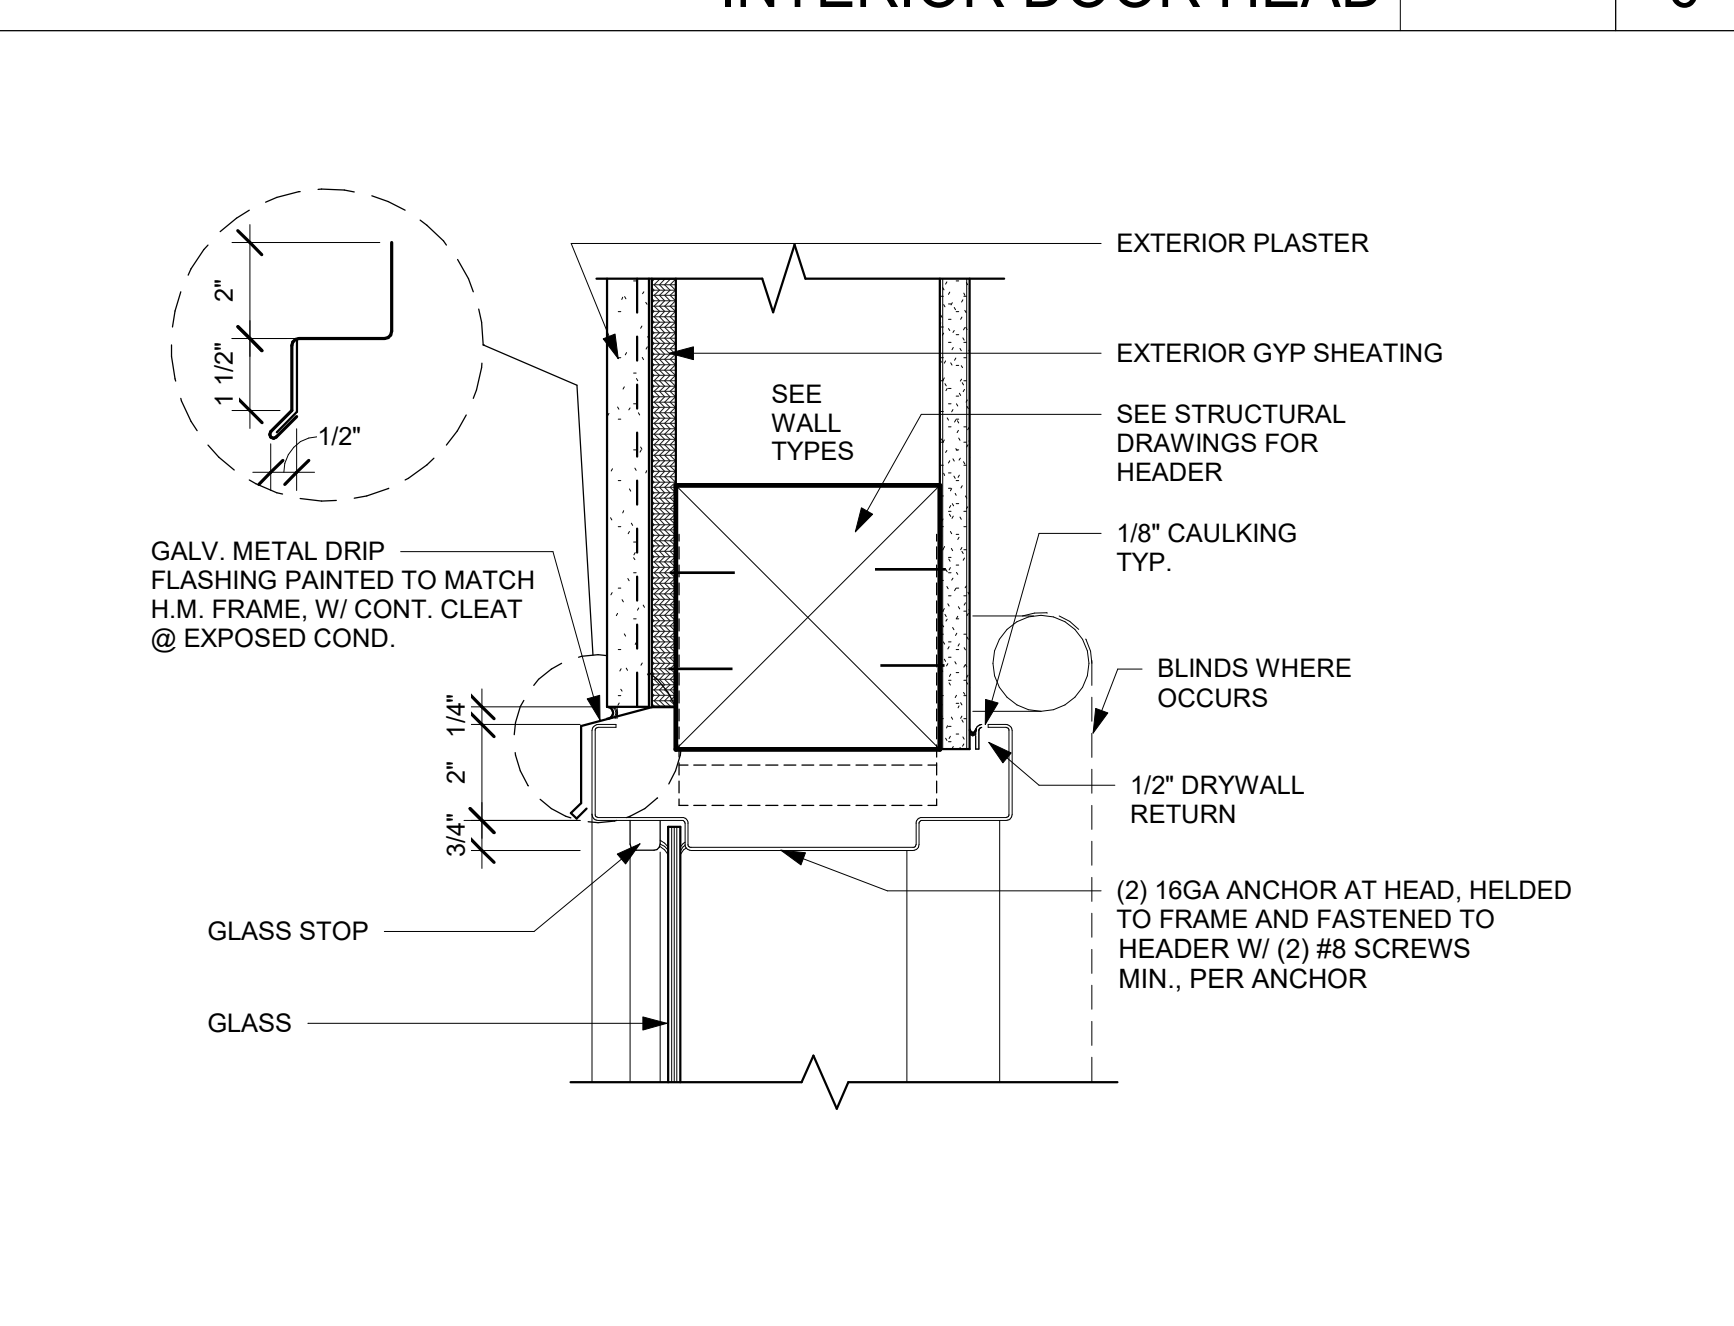 INTERIOR DOOR HEAD
2"
1 1/2"
1/2"
EXTERIOR PLASTER
EXTERIOR GYP SHEATING
SEE
WALL
TYPES
SEE STRUCTURAL
DRAWINGS FOR
HEADER
1/8" CAULKING
TYP.
GALV. METAL DRIP
FLASHING PAINTED TO MATCH
H.M. FRAME, W/ CONT. CLEAT
@ EXPOSED COND.
BLINDS WHERE
OCCURS
1/4"
2"
3/4"
1/2" DRYWALL
RETURN
(2) 16GA ANCHOR AT HEAD, HELDED
TO FRAME AND FASTENED TO
HEADER W/ (2) #8 SCREWS
MIN., PER ANCHOR
GLASS STOP
GLASS